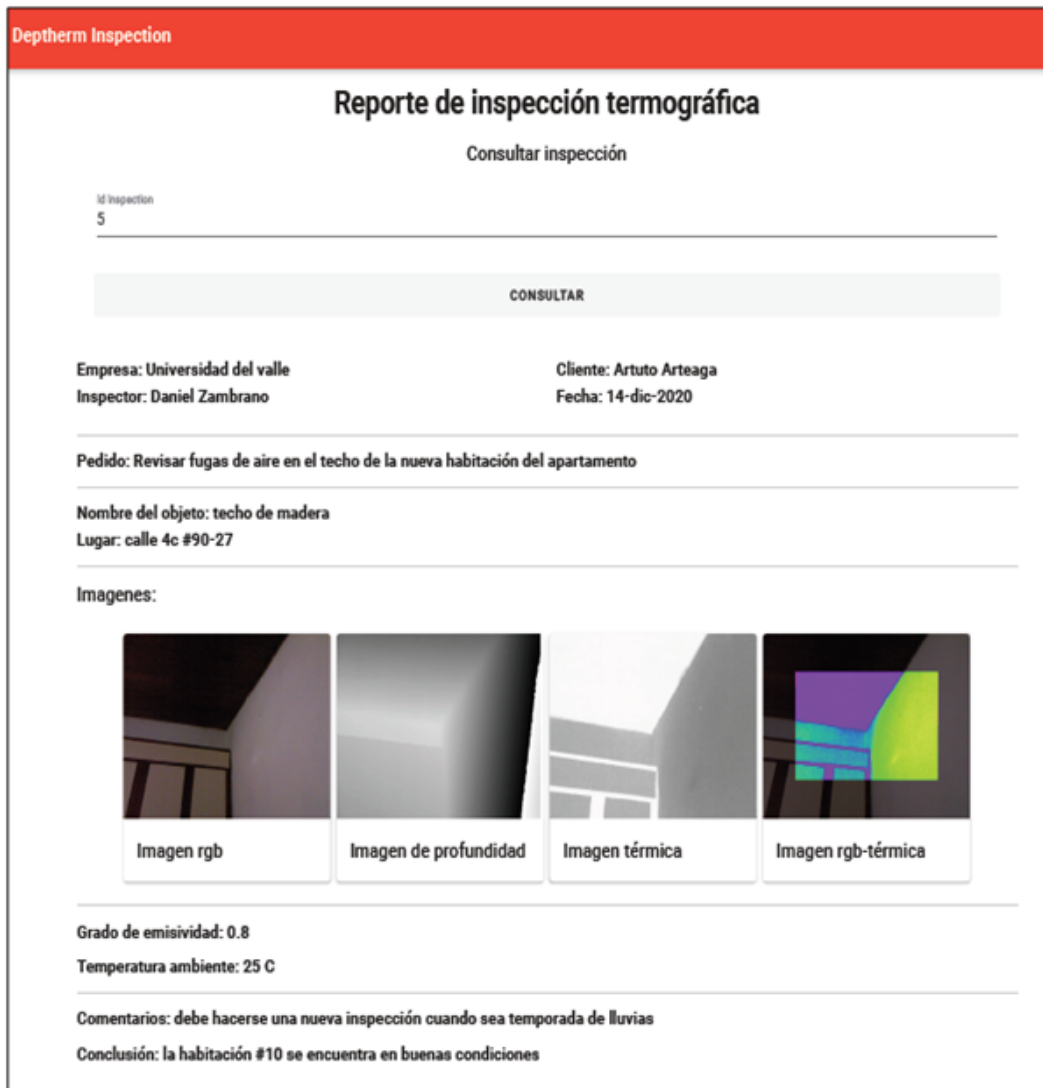 Deptherm Inspection
Reporte de inspección termográfica
Consultar inspección
Id Inspection
5
CONSULTAR
Empresa: Universidad del valle
Cliente: Artuto Arteaga
Inspector: Daniel Zambrano
Fecha: 14-dic-2020
Pedido: Revisar fugas de aire en el techo de la nueva habitación del apartamento
Nombre del objeto: techo de madera
Lugar: calle 4c #90-27
Imagenes:
Imagen rgb
Imagen de profundidad
Imagen térmica
Imagen rgb-térmica
Grado de emisividad: 0.8
Temperatura ambiente: 25 C
Comentarios: debe hacerse una nueva inspección cuando sea temporada de lluvias
Conclusión: la habitación #10 se encuentra en buenas condiciones